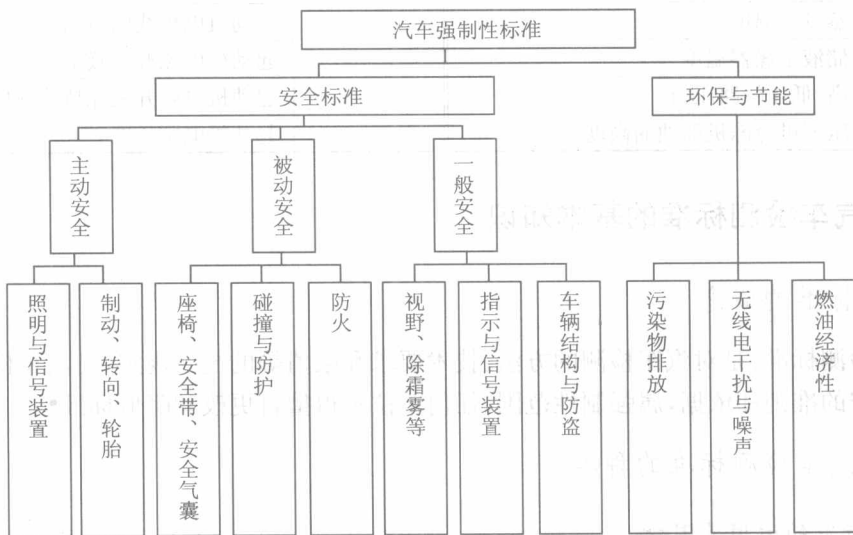 汽车强制性标准
安全标准
环保与节能
主动安全
被动安全
一般安全
照明与信号装置
制动、转向、轮胎
座椅、安全带、安全气囊
碰撞与防护
防火
视野、除霜雾等
指示与信号装置
车辆结构与防盗
污染物排放
无线电干扰与噪声
燃油经济性